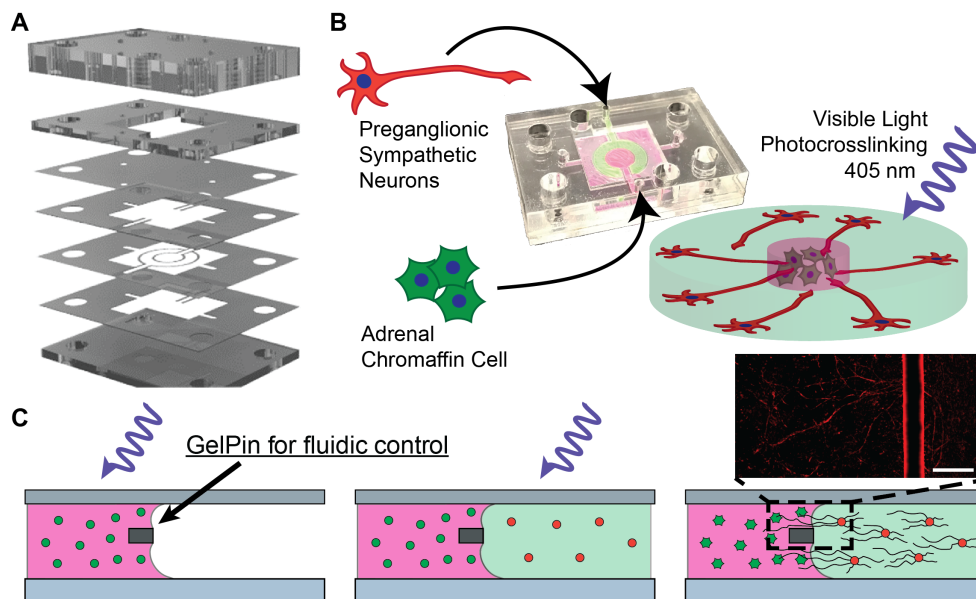 A
B
Preganglionic
Sympathetic
Neurons
Visible Light
Photocrosslinking
405 nm
Adrenal
Chromaffin Cell
C
GelPin for fluidic control